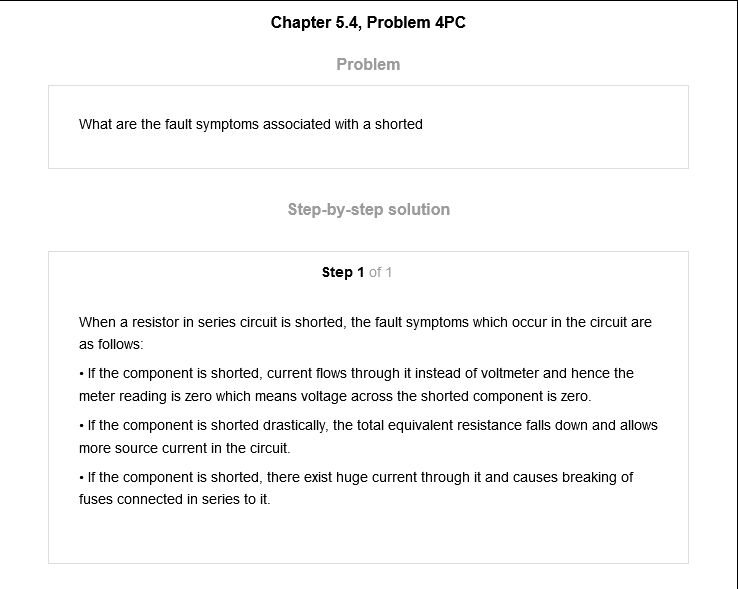 Chapter 5.4, Problem 4PC
Problem
What are the fault symptoms associated with a shorted
Step-by-step solution
Step 1 of 1
When a resistor in series circuit is shorted, the fault symptoms which occur in the circuit are
as follows:
• If the component is shorted, current flows through it instead of voltmeter and hence the
meter reading is zero which means voltage across the shorted component is zero.
• If the component is shorted drastically, the total equivalent resistance falls down and allows
more source current in the circuit.
• If the component is shorted, there exist huge current through it and causes breaking of
fuses connected in series to it.